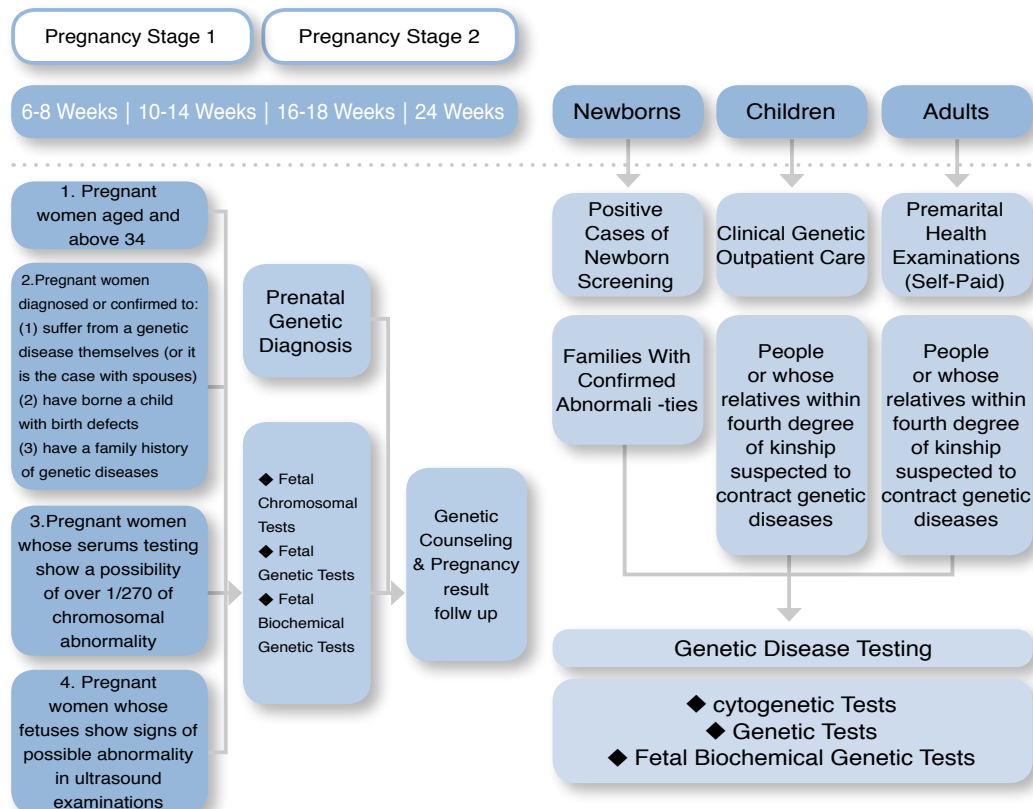 Pregnancy Stage 1
Pregnancy Stage 2
6-8 Weeks | 10-14 Weeks | 16-18 Weeks | 24 Weeks
Newborns
Children
Adults
1. Pregnant
women aged and
above 34
2.Pregnant women
diagnosed or confirmed to:
(1) suffer from a genetic
disease themselves (or it
is the case with spouses)
(2) have borne a child
with birth defects
(3) have a family history
of genetic diseases
3.Pregnant women
whose serums testing
show a possibility
of over 1/270 of
chromosomal
abnormality
4. Pregnant
women whose
fetuses show signs of
possible abnormality
in ultrasound
examinations
Prenatal
Genetic
Diagnosis
◆ Fetal
Chromosomal
Tests
◆ Fetal
Genetic Tests
◆ Fetal
Biochemical
Genetic Tests
Genetic
Counseling
& Pregnancy
result
follw up
Positive
Cases of
Newborn
Screening
Clinical Genetic
Outpatient Care
Premarital
Health
Examinations
(Self-Paid)
Families With
Confirmed
Abnormali -ties
People
or whose
relatives within
fourth degree
of kinship
suspected to
contract genetic
diseases
People
or whose
relatives within
fourth degree
of kinship
suspected to
contract genetic
diseases
Genetic Disease Testing
◆ cytogenetic Tests
◆ Genetic Tests
◆ Fetal Biochemical Genetic Tests